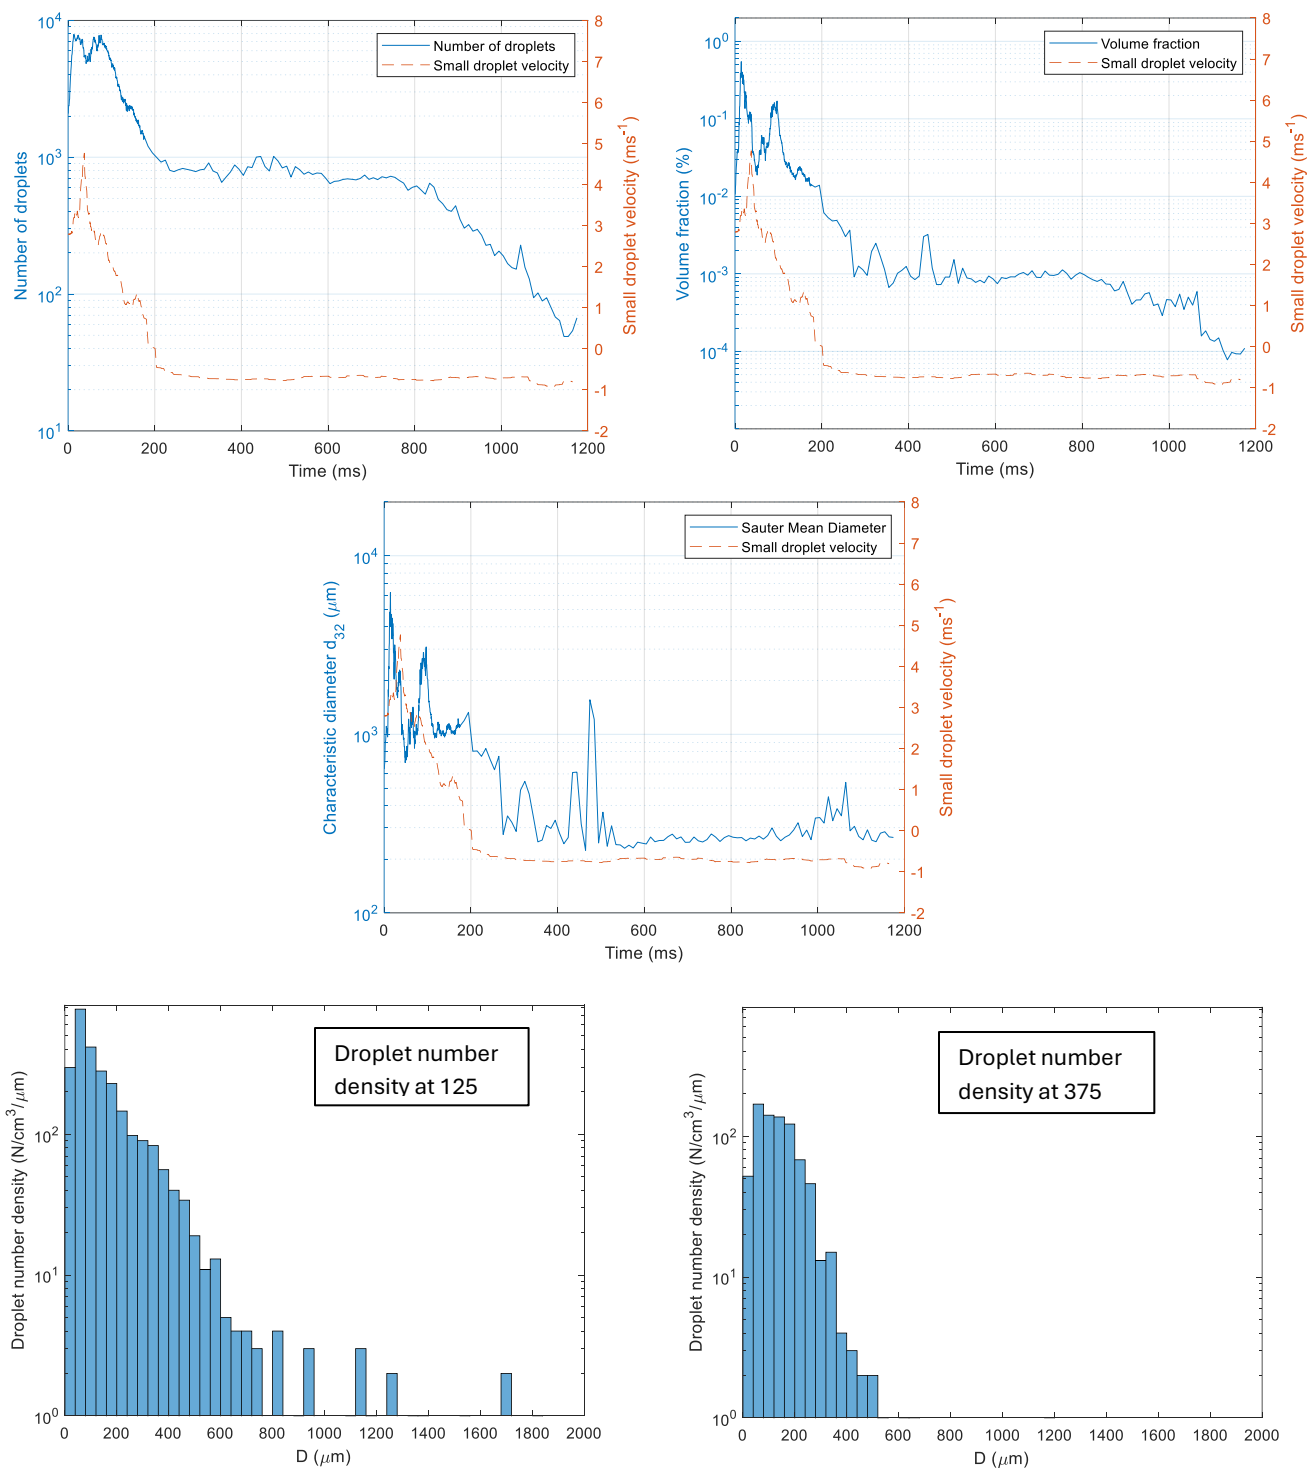 10^4
10^3
10^2
10^1
Number of droplets
8
7
6
5
4
3
2
1
0
-1
-2
Small droplet velocity (ms^-1)
Number of droplets
Small droplet velocity
0 200 400 600 800 1000 1200
Time (ms)
10^0
10^-1
10^-2
10^-3
10^-4
Volume fraction (%)
8
7
6
5
4
3
2
1
0
-1
-2
Small droplet velocity (ms^-1)
Volume fraction
Small droplet velocity
0 200 400 600 800 1000 1200
Time (ms)
10^4
10^3
10^2
Characteristic diameter d_32 (μm)
8
7
6
5
4
3
2
1
0
-1
-2
Small droplet velocity (ms^-1)
Sauter Mean Diameter
Small droplet velocity
0 200 400 600 800 1000 1200
Time (ms)
10^2
10^1
10^0
Droplet number density (N/cm^3/μm)
Droplet number
density at 125
0 200 400 600 800 1000 1200 1400 1600 1800 2000
D (μm)
10^2
10^1
10^0
Droplet number density (N/cm^3/μm)
Droplet number
density at 375
0 200 400 600 800 1000 1200 1400 1600 1800 2000
D (μm)